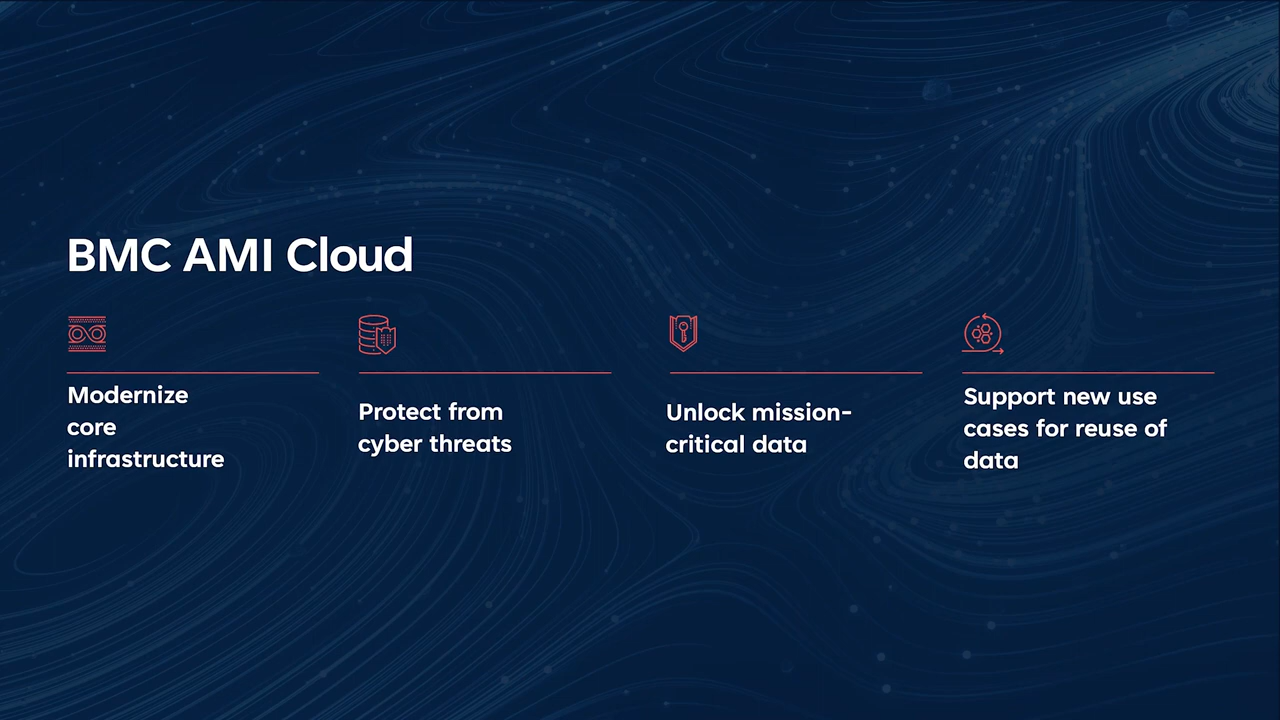 BMC AMI Cloud
Modernize
core
infrastructure
Protect from
cyber threats
Unlock mission-
critical data
Support new use
cases for reuse of
data